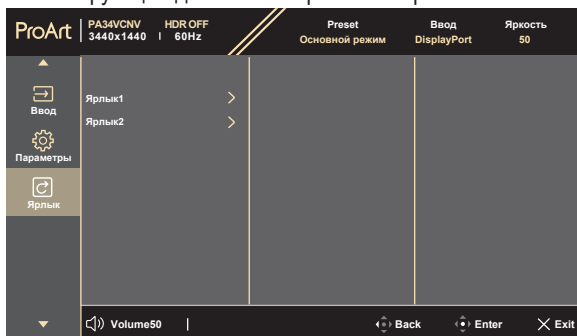 ProArt
PA34VCNV HDR OFF
3440x1440 | 60Hz
Preset
Основной режим
Ввод
DisplayPort
Яркость
50
Ввод
Параметры
Ярлык
Ярлык1
Ярлык2
Volume50 |
Back
Enter
Exit